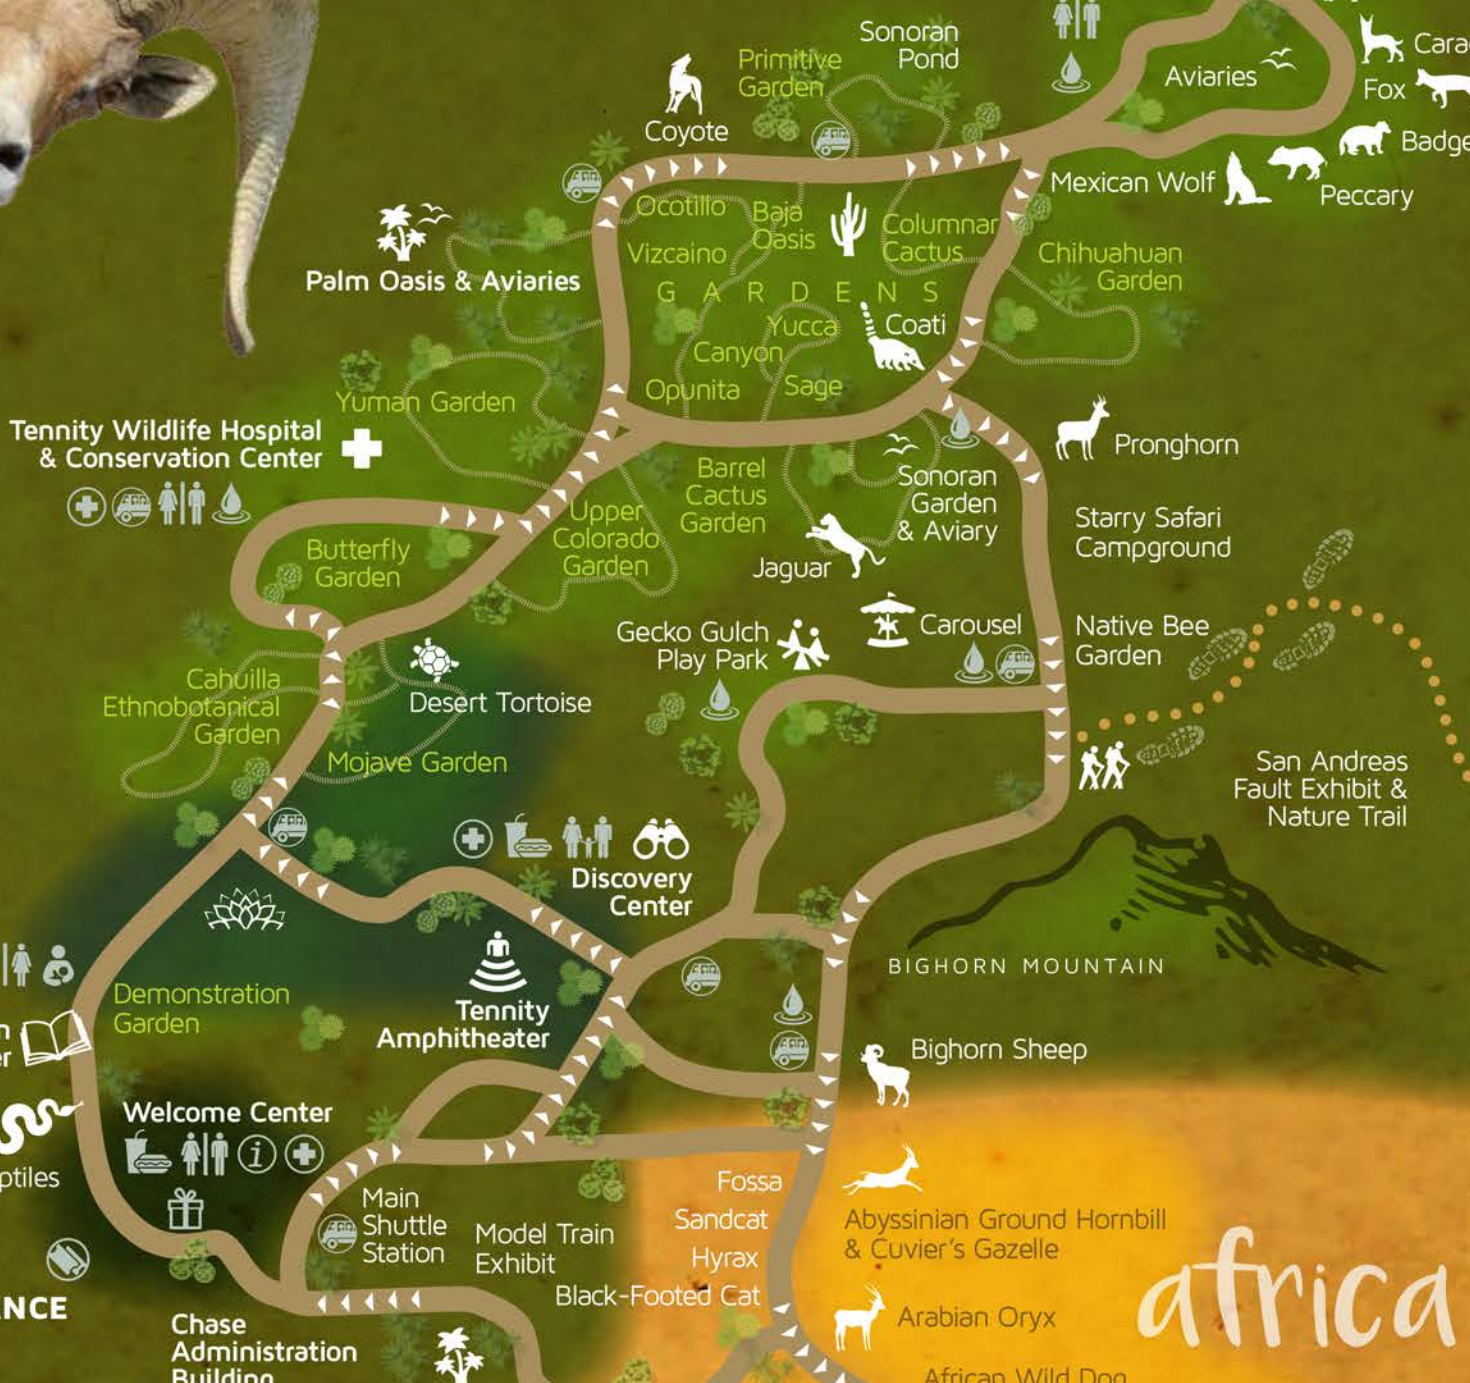 Sonoran
Pond
Primitive
Garden
Coyote
Aviaries
Fox
Mexican Wolf
Peccary
Ocotillo
Baja
Oasis
Columnar
Cactus
Vizcaino
Chihuahuan
Garden
Palm Oasis & Aviaries
GARDENS
Yucca
Coati
Canyon
Opunita
Sage
Yuman Garden
Tennity Wildlife Hospital
& Conservation Center
Pronghorn
Barrel
Cactus
Garden
Sonoran
Garden
& Aviary
Upper
Colorado
Garden
Starry Safari
Campground
Butterfly
Garden
Jaguar
Gecko Gulch
Play Park
Carousel
Native Bee
Garden
Cahuilla
Ethnobotanical
Garden
Desert Tortoise
Mojave Garden
San Andreas
Fault Exhibit &
Nature Trail
Discovery
Center
BIGHORN MOUNTAIN
Demonstration
Garden
Tennity
Amphitheater
Bighorn Sheep
Welcome Center
i
Fossa
Sandcat
Hyrax
Black-Footed Cat
Main
Shuttle
Station
Model Train
Exhibit
Abyssinian Ground Hornbill
& Cuvier's Gazelle
africa
Arabian Oryx
Chase
Administration
Building
African Wild Dog